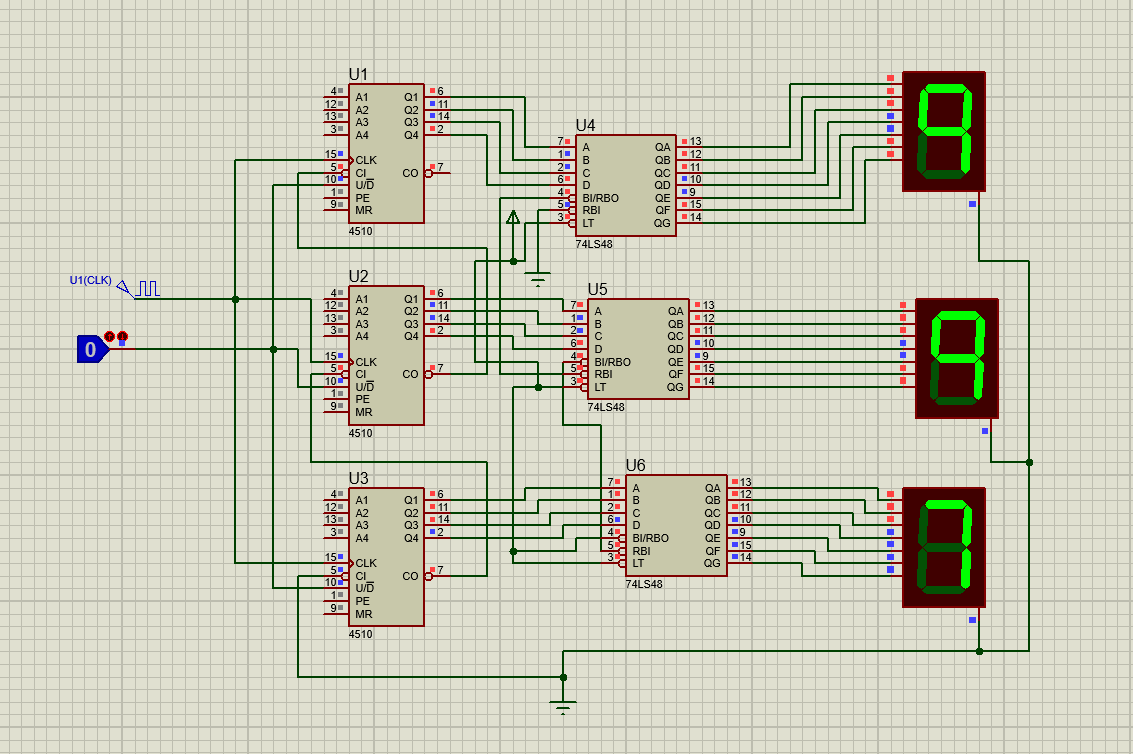 U1
4 A1 Q1 6
12 A2 Q2 11
13 A3 Q3 14
3 A4 Q4 2
15 CLK
5 CI CO 7
10 U/D
1 PE
9 MR
4510
U4
7 A QA 13
1 B QB 12
2 C QC 11
6 D QD 10
4 BI/RBO QE 9
5 RBI QF 15
3 LT QG 14
74LS48
9
U1(CLK)
0
U2
4 A1 Q1 6
12 A2 Q2 11
13 A3 Q3 14
3 A4 Q4 2
15 CLK
5 CI CO 7
10 U/D
1 PE
9 MR
4510
U5
7 A QA 13
1 B QB 12
2 C QC 11
6 D QD 10
4 BI/RBO QE 9
5 RBI QF 15
3 LT QG 14
74LS48
9
U3
4 A1 Q1 6
12 A2 Q2 11
13 A3 Q3 14
3 A4 Q4 2
15 CLK
5 CI CO 7
10 U/D
1 PE
9 MR
4510
U6
7 A QA 13
1 B QB 12
2 C QC 11
6 D QD 10
4 BI/RBO QE 9
5 RBI QF 15
3 LT QG 14
74LS48
7